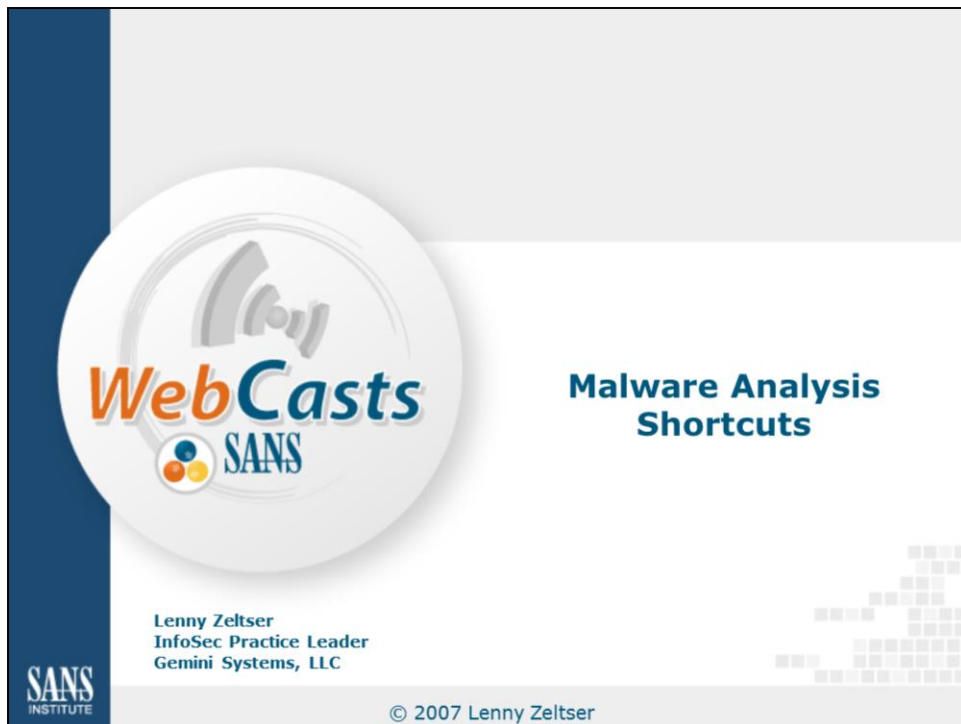 WebCasts
SANS
Malware Analysis
Shortcuts
Lenny Zeltser
InfoSec Practice Leader
Gemini Systems, LLC
SANS
INSTITUTE
© 2007 Lenny Zeltser